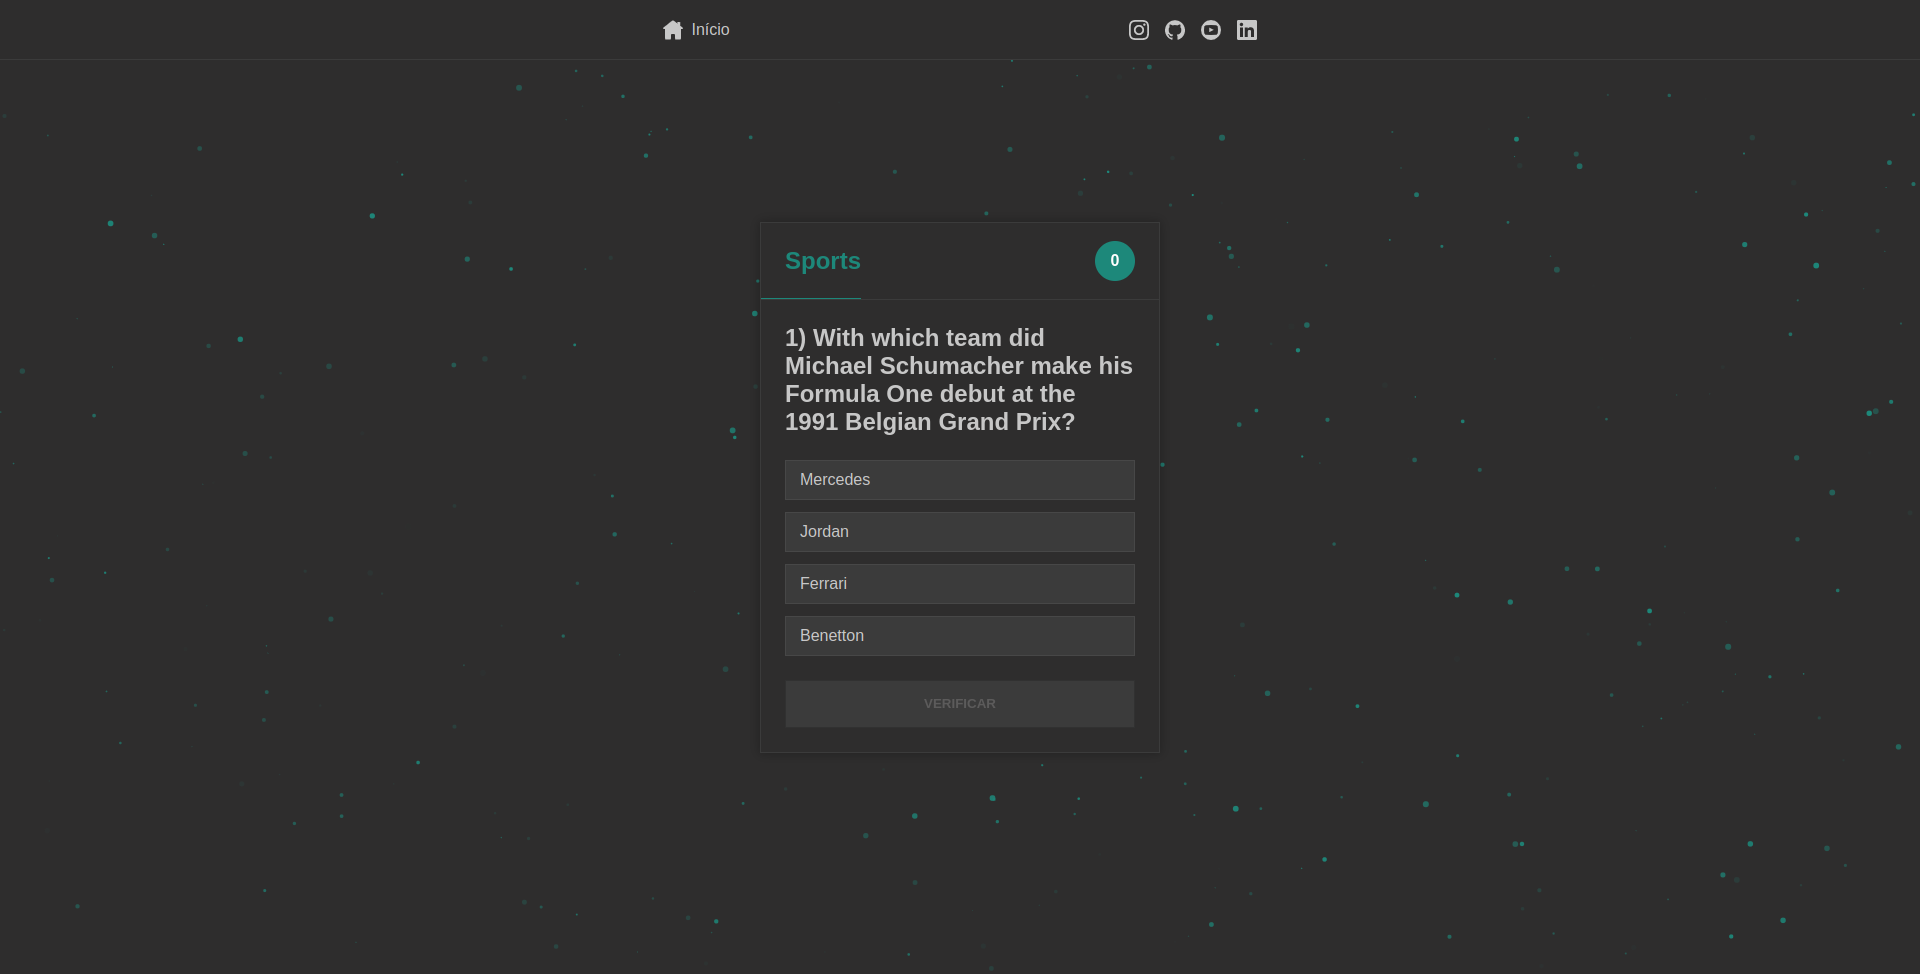 Início
Sports
0
1) With which team did
Michael Schumacher make his
Formula One debut at the
1991 Belgian Grand Prix?
Mercedes
Jordan
Ferrari
Benetton
VERIFICAR